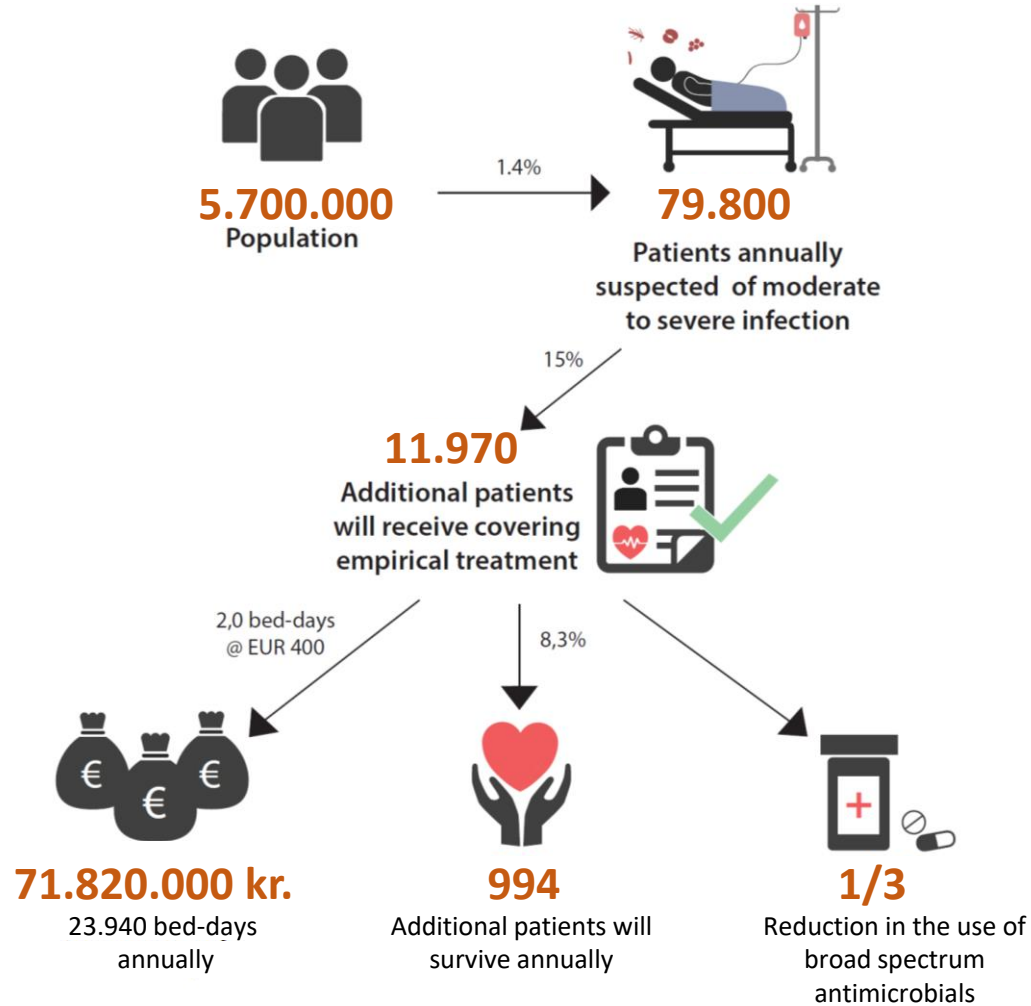 1.4%
5.700.000
Population
79.800
Patients annually
suspected of moderate
to severe infection
15%
11.970
Additional patients
will receive covering
empirical treatment
2,0 bed-days
@ EUR 400
8,3%
€
€
€
71.820.000 kr.
23.940 bed-days
annually
994
Additional patients will
survive annually
1/3
Reduction in the use of
broad spectrum
antimicrobials